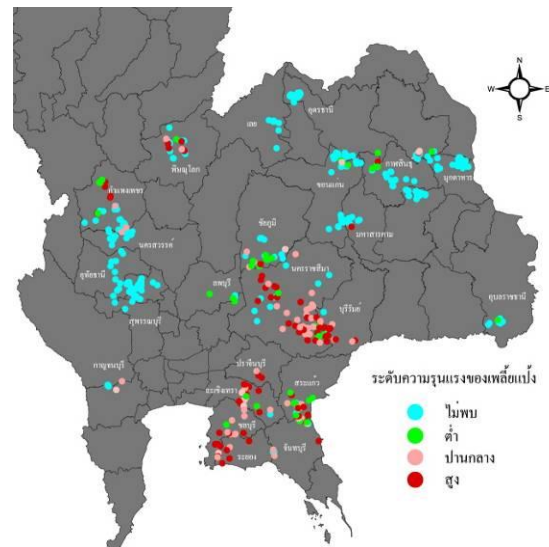 N
W
E
S
อุดรธานี
เลย
พิษณุโลก
ขอนแก่น
กาฬสินธุ์
มุกดาหาร
กำแพงเพชร
มหาสารคาม
นครสวรรค์
ชัยภูมิ
นครราชสีมา
อุทัยธานี
ลพบุรี
บุรีรัมย์
อุบลราชธานี
สุพรรณบุรี
ปราจีนบุรี
กาญจนบุรี
สระแก้ว
ฉะเชิงเทรา
ชลบุรี
ระยอง
จันทบุรี
ระดับความรุนแรงของเพลี้ยแป้ง
ไม่พบ
ต่ำ
ปานกลาง
สูง